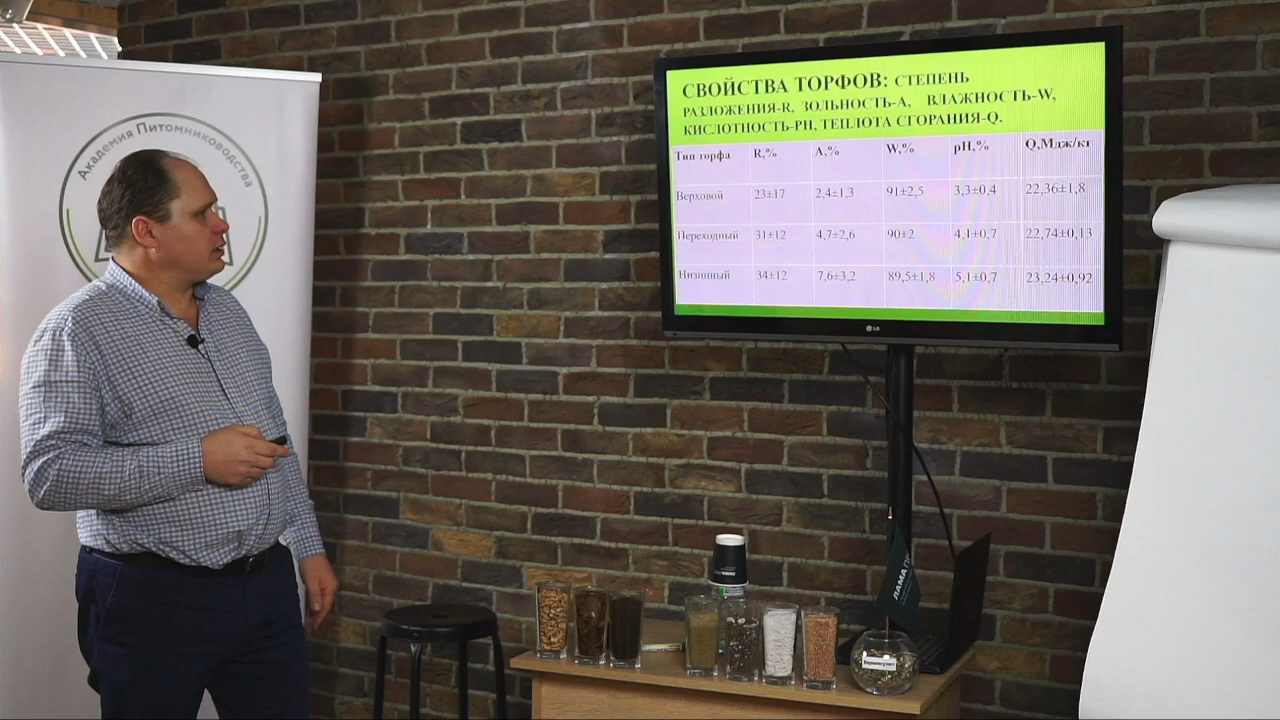 Академия Питомниководства
СВОЙСТВА ТОРФОВ: СТЕПЕНЬ
РАЗЛОЖЕНИЯ-R, ЗОЛЬНОСТЬ-А, ВЛАЖНОСТЬ-W,
КИСЛОТНОСТЬ-РН, ТЕПЛОТА СГОРАНИЯ-Q.
Тип торфа R,% А,% W,% pH,% Q,Мдж/кг
Верховой 23±17 2,4±1,3 91±2,5 3,3±0,4 22,36±1,8
Переходный 31±12 4,7±2,6 90±2 4,1±0,7 22,74±0,13
Низинный 34±12 7,6±3,2 89,5±1,8 5,1±0,7 23,24±0,92
LG
ЛАМА
Вермикулит